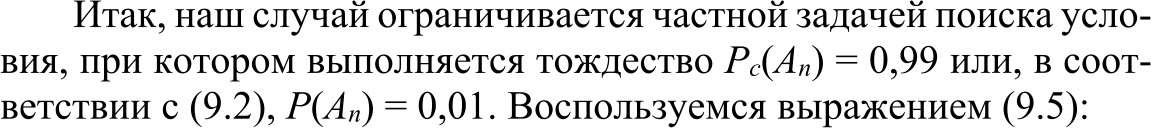 Итак, наш случай ограничивается частной задачей поиска усло-
вия, при котором выполняется тождество Pc(An) = 0,99 или, в соот-
ветствии с (9.2), P(An) = 0,01. Воспользуемся выражением (9.5):